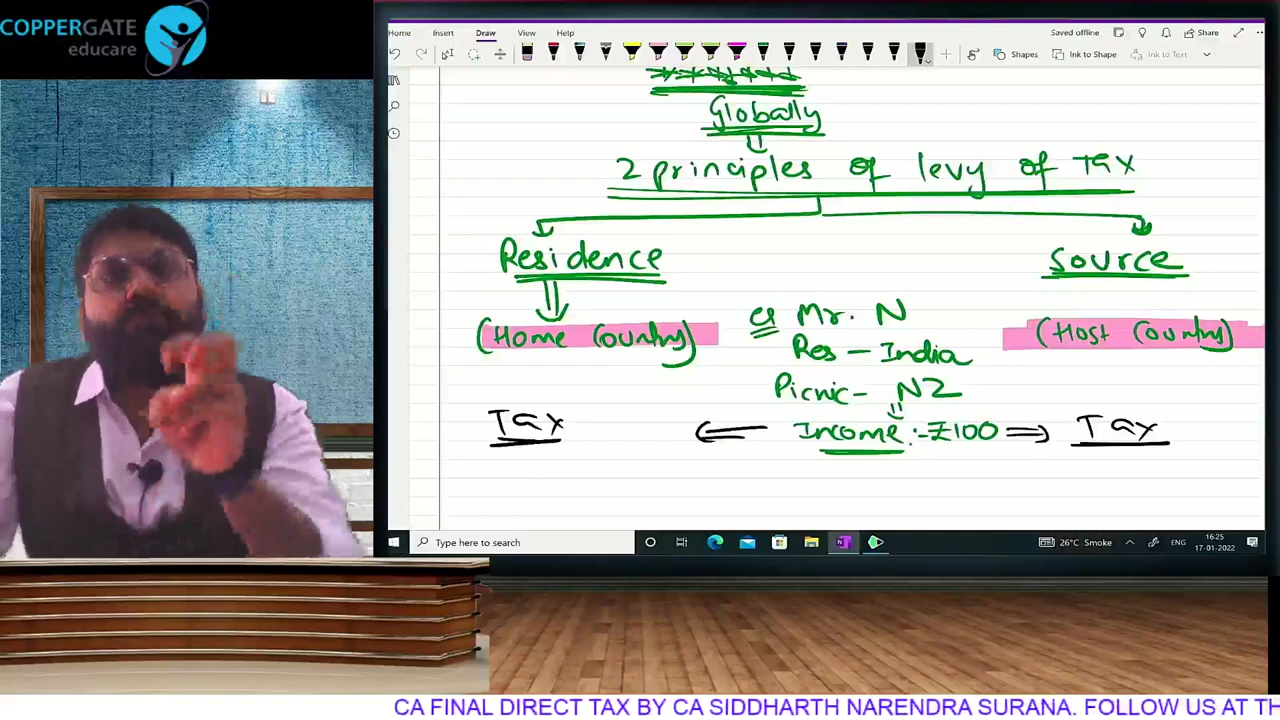 COPPERGATE
educare
Home Insert Draw View Help
Saved offline
Share
Shapes
Ink to Shape
Ink to Text
Globally
2 principles of levy of Tax
Residence
Source
(Home Country)
eg Mr. N
(Host Country)
Res - India
Picnic - NZ
Tax
Income :- ₹100
Tax
Type here to search
26°C Smoke
ENG
16:25
17-01-2022
CA FINAL DIRECT TAX BY CA SIDDHARTH NARENDRA SURANA. FOLLOW US AT TH